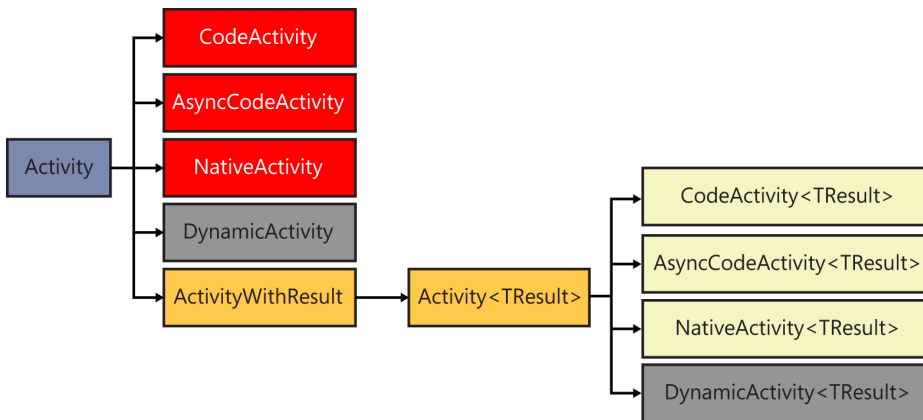 Activity
CodeActivity
AsyncCodeActivity
NativeActivity
DynamicActivity
ActivityWithResult
Activity<TResult>
CodeActivity<TResult>
AsyncCodeActivity<TResult>
NativeActivity<TResult>
DynamicActivity<TResult>